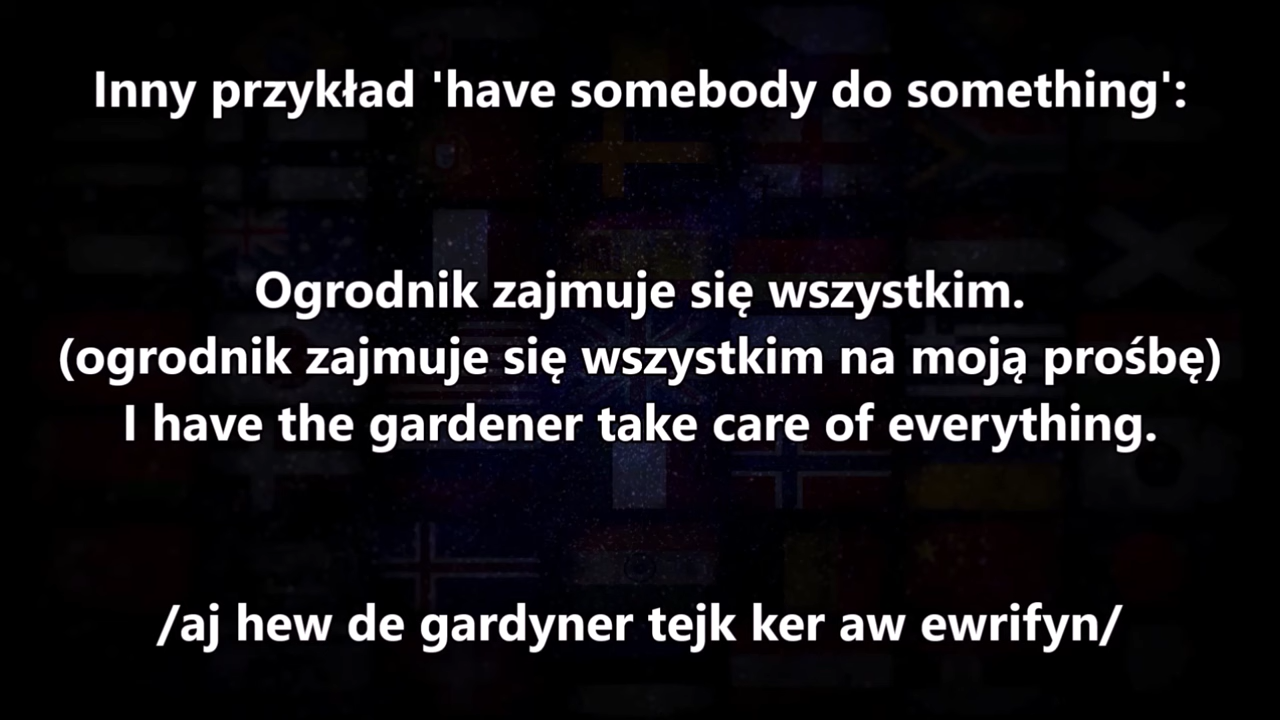 Inny przykład 'have somebody do something':
Ogrodnik zajmuje się wszystkim.
(ogrodnik zajmuje się wszystkim na moją prośbę)
I have the gardener take care of everything.
/aj hew de gardyner tejk ker aw ewrifyn/